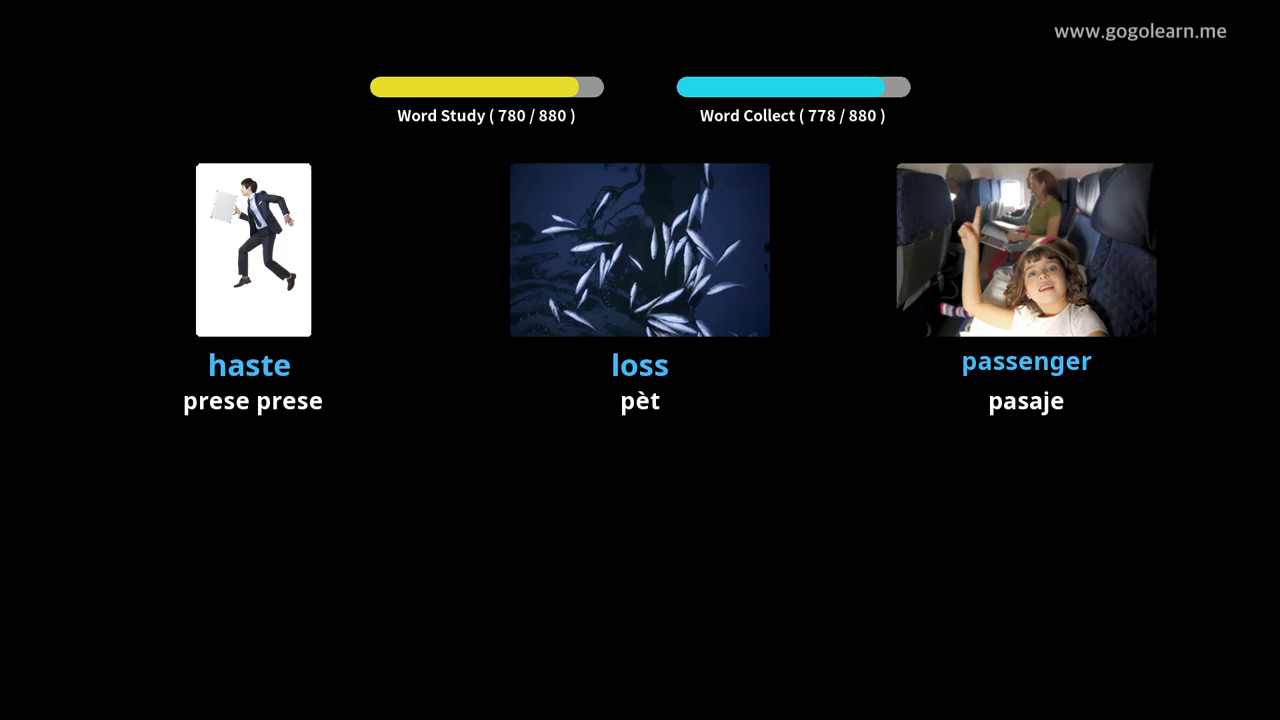 www.gogolearn.me
Word Study ( 780 / 880 )
Word Collect ( 778 / 880 )
haste
prese prese
loss
pèt
passenger
pasaje